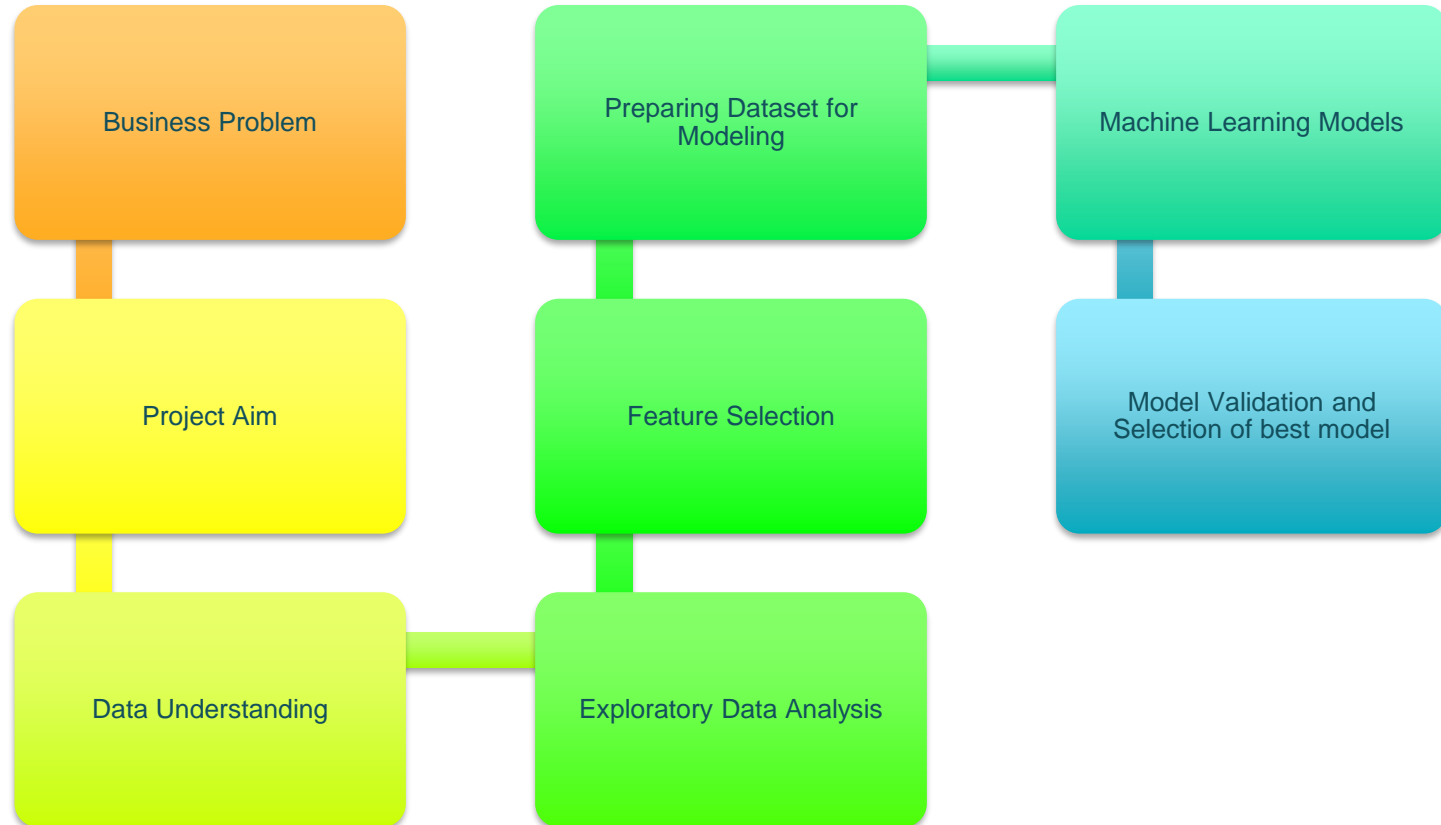 Business Problem
Project Aim
Data Understanding
Exploratory Data Analysis
Feature Selection
Preparing Dataset for
Modeling
Machine Learning Models
Model Validation and
Selection of best model